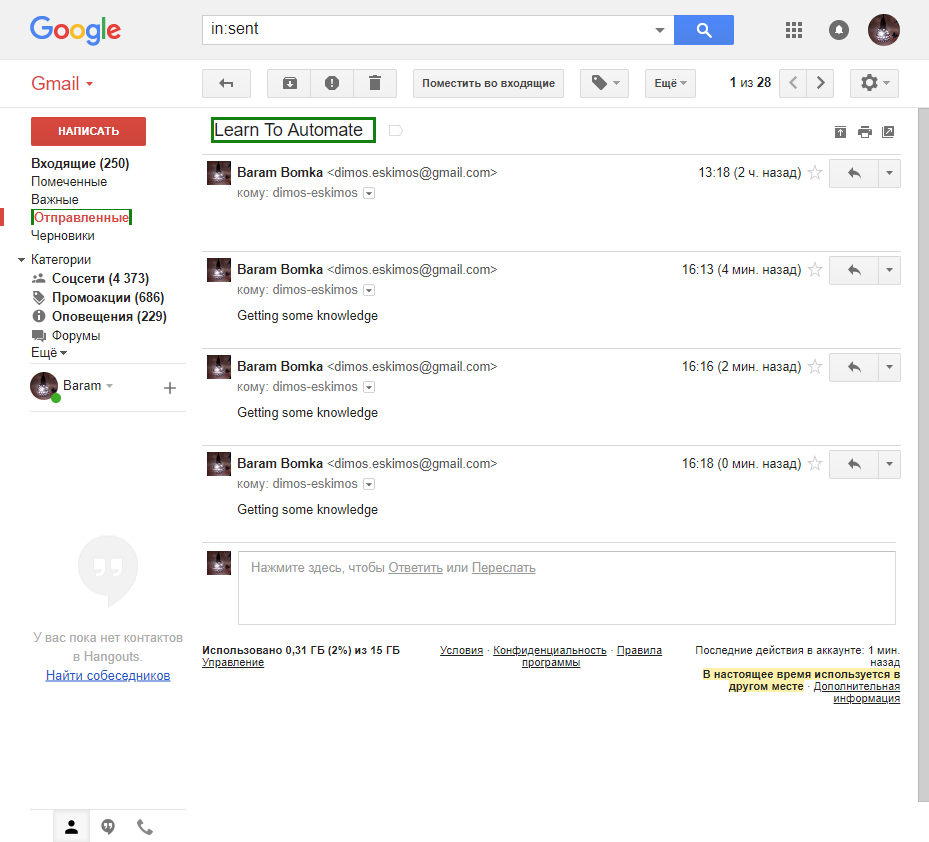 Google
in:sent
Gmail
Поместить во входящие
Ещё
1 из 28
НАПИСАТЬ
Входящие (250)
Помеченные
Важные
Отправленные
Черновики
Категории
Соцсети (4 373)
Промоакции (686)
Оповещения (229)
Форумы
Ещё
Baram
У вас пока нет контактов
в Hangouts.
Найти собеседников
Learn To Automate
Baram Bomka <dimos.eskimos@gmail.com> 13:18 (2 ч. назад)
кому: dimos-eskimos
Baram Bomka <dimos.eskimos@gmail.com> 16:13 (4 мин. назад)
кому: dimos-eskimos
Getting some knowledge
Baram Bomka <dimos.eskimos@gmail.com> 16:16 (2 мин. назад)
кому: dimos-eskimos
Getting some knowledge
Baram Bomka <dimos.eskimos@gmail.com> 16:18 (0 мин. назад)
кому: dimos-eskimos
Getting some knowledge
Нажмите здесь, чтобы Ответить или Переслать
Использовано 0,31 ГБ (2%) из 15 ГБ
Управление
Условия · Конфиденциальность · Правила
программы
Последние действия в аккаунте: 1 мин.
назад
В настоящее время используется в
другом месте · Дополнительная
информация